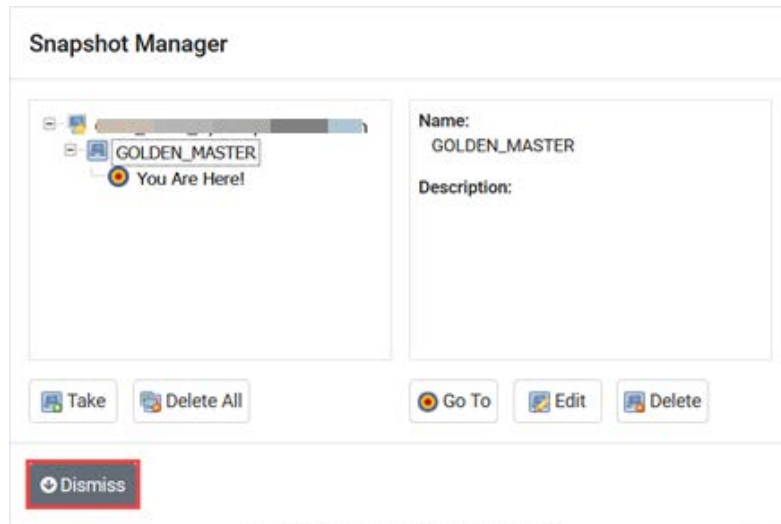 Snapshot Manager
GOLDEN_MASTER
You Are Here!
Name:
GOLDEN_MASTER
Description:
Take
Delete All
Go To
Edit
Delete
Dismiss